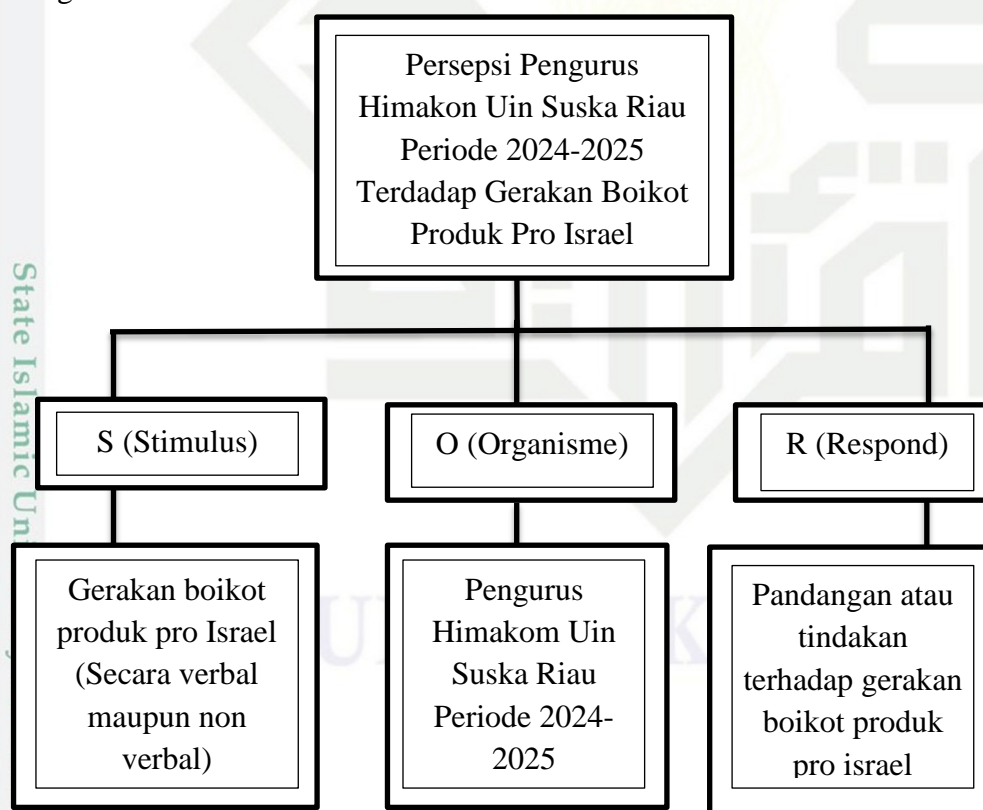 Persepsi Pengurus
Himakon Uin Suska Riau
Periode 2024-2025
Terdadap Gerakan Boikot
Produk Pro Israel
S (Stimulus)
O (Organisme)
R (Respond)
Gerakan boikot
produk pro Israel
(Secara verbal
maupun non
verbal)
Pengurus
Himakom Uin
Suska Riau
Periode 2024-
2025
Pandangan atau
tindakan
terhadap gerakan
boikot produk
pro israel
State Islamic